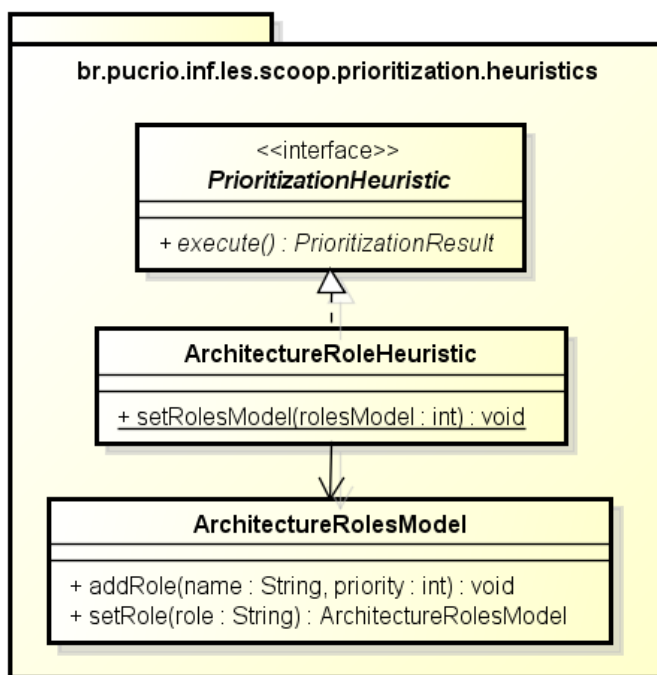 br.pucrio.inf.les.scoop.prioritization.heuristics
<<interface>>
PrioritizationHeuristic
+ execute() : PrioritizationResult
ArchitectureRoleHeuristic
+ setRolesModel(rolesModel : int) : void
ArchitectureRolesModel
+ addRole(name : String, priority : int) : void
+ setRole(role : String) : ArchitectureRolesModel